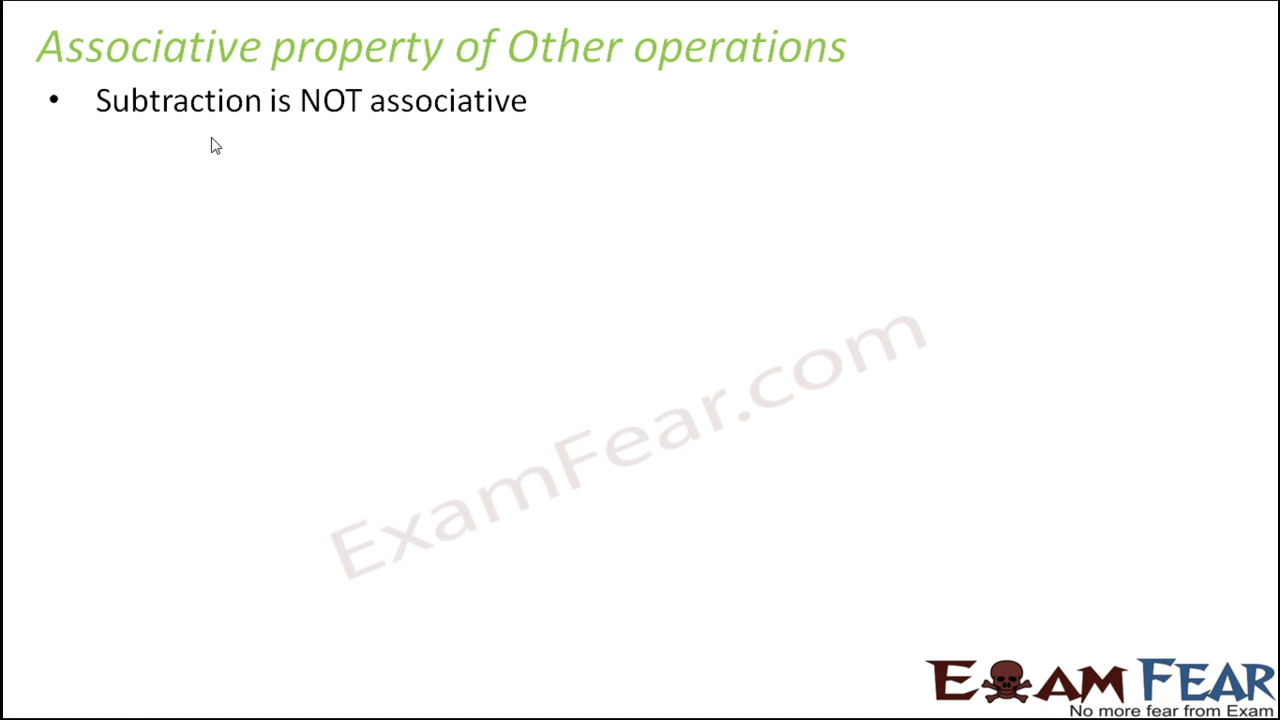 Associative property of Other operations
• Subtraction is NOT associative
ExamFear.com
EXAM FEAR
No more fear from Exam